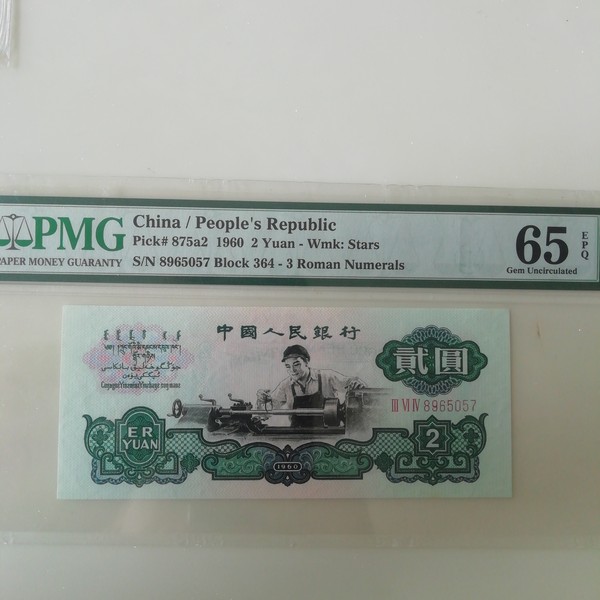 PMG
PAPER MONEY GUARANTY
China / People's Republic
Pick# 875a2 1960 2 Yuan - Wmk: Stars
S/N 8965057 Block 364 - 3 Roman Numerals
65 EPQ
Gem Uncirculated
中國人民銀行
貳圓
III VI IV 8965057
ER
YUAN
2
1960